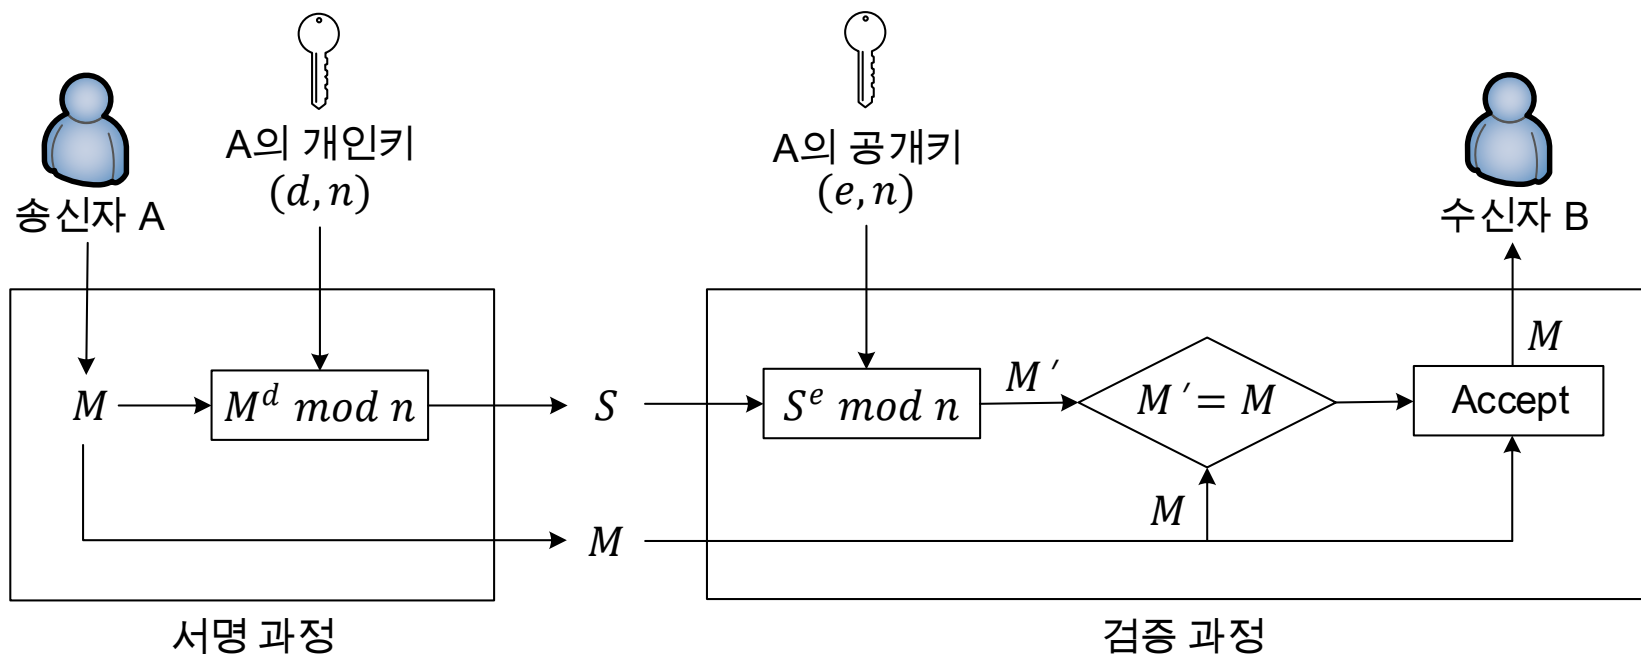 A의 개인키
(d, n)
A의 공개키
(e, n)
송신자 A
수신자 B
M
M^d mod n
S
S^e mod n
M′
M′ = M
Accept
M
M
M
서명 과정
검증 과정